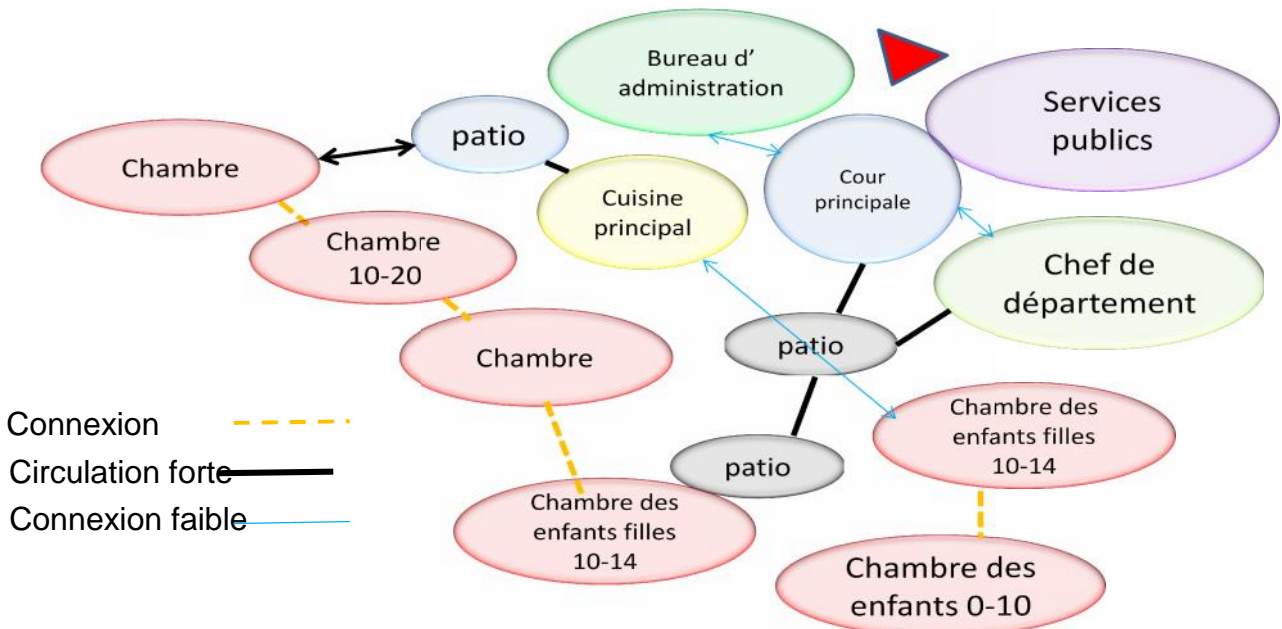 Bureau d'
administration
Services
publics
patio
Chambre
Cuisine
principal
Cour
principale
Chambre
10-20
Chef de
département
Chambre
patio
Connexion
Circulation forte
Connexion faible
Chambre des
enfants filles
10-14
patio
Chambre des
enfants filles
10-14
Chambre des
enfants 0-10